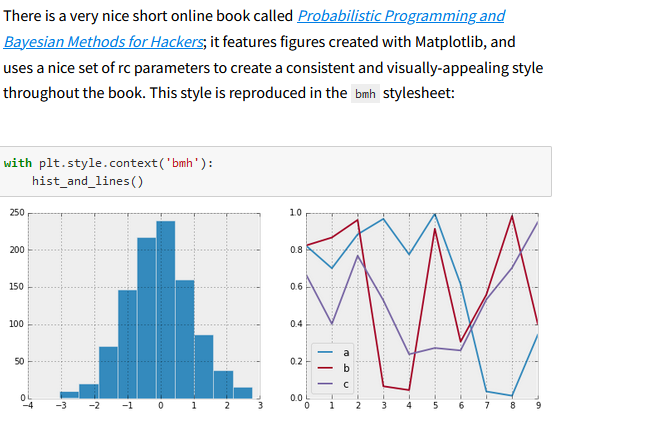 There is a very nice short online book called Probabilistic Programming and
Bayesian Methods for Hackers; it features figures created with Matplotlib, and
uses a nice set of rc parameters to create a consistent and visually-appealing style
throughout the book. This style is reproduced in the bmh stylesheet:
with plt.style.context('bmh'):
    hist_and_lines()
250
200
150
100
50
0
−4 −3 −2 −1 0 1 2 3
1.0
0.8
0.6
0.4
0.2
0.0
a
b
c
0 1 2 3 4 5 6 7 8 9